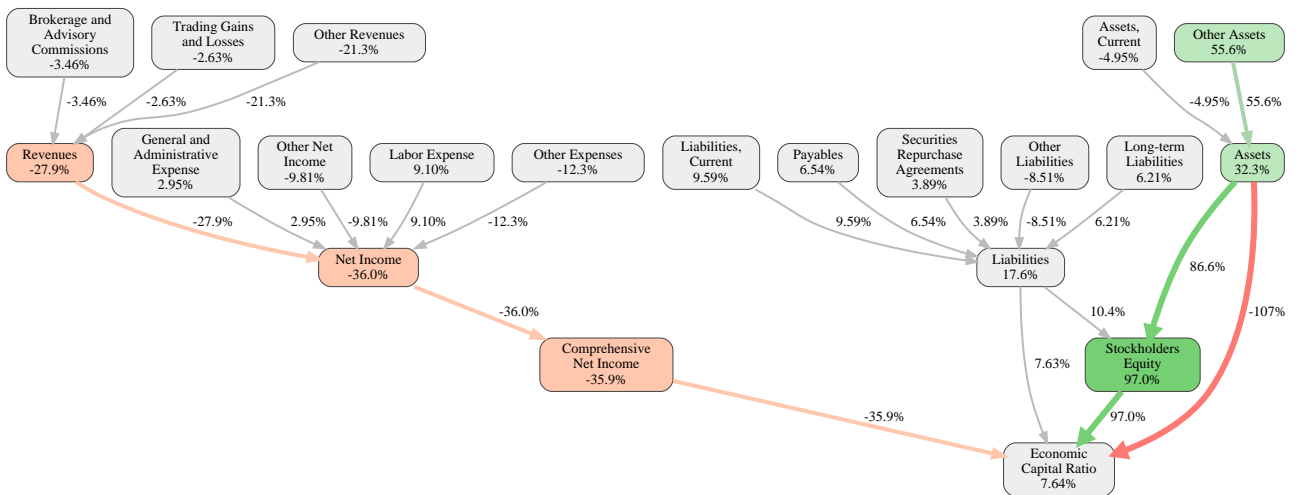 Brokerage and
Advisory
Commissions
-3.46%
Trading Gains
and Losses
-2.63%
Other Revenues
-21.3%
Assets,
Current
-4.95%
Other Assets
55.6%
-3.46%
-2.63%
-21.3%
-4.95%
55.6%
Revenues
-27.9%
General and
Administrative
Expense
2.95%
Other Net
Income
-9.81%
Labor Expense
9.10%
Other Expenses
-12.3%
Liabilities,
Current
9.59%
Payables
6.54%
Securities
Repurchase
Agreements
3.89%
Other
Liabilities
-8.51%
Long-term
Liabilities
6.21%
Assets
32.3%
-27.9%
2.95%
-9.81%
9.10%
-12.3%
9.59%
6.54%
3.89%
-8.51%
6.21%
Net Income
-36.0%
Liabilities
17.6%
86.6%
-36.0%
10.4%
-107%
Comprehensive
Net Income
-35.9%
7.63%
Stockholders
Equity
97.0%
-35.9%
97.0%
Economic
Capital Ratio
7.64%